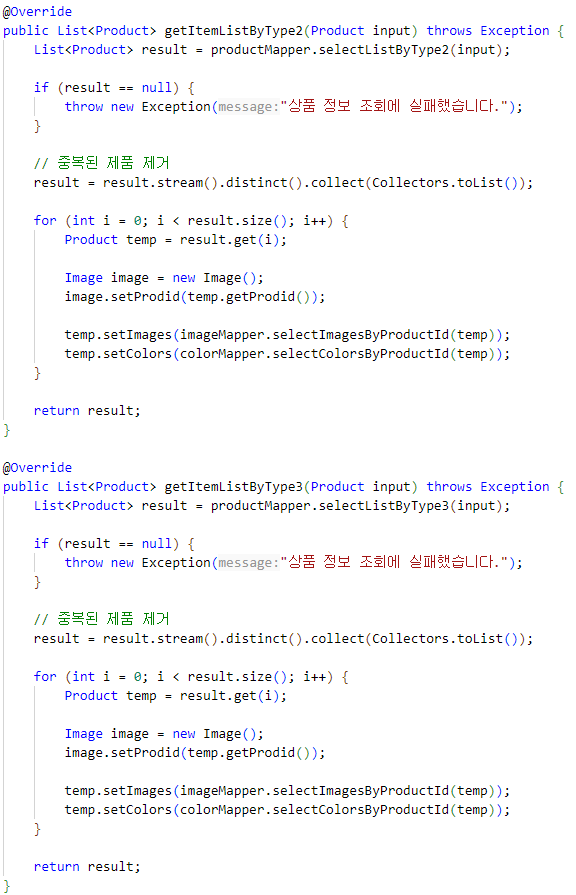 @Override
public List<Product> getItemListByType2(Product input) throws Exception {
    List<Product> result = productMapper.selectListByType2(input);

    if (result == null) {
        throw new Exception(message:"상품 정보 조회에 실패했습니다.");
    }

    // 중복된 제품 제거
    result = result.stream().distinct().collect(Collectors.toList());

    for (int i = 0; i < result.size(); i++) {
        Product temp = result.get(i);

        Image image = new Image();
        image.setProdid(temp.getProdid());

        temp.setImages(imageMapper.selectImagesByProductId(temp));
        temp.setColors(colorMapper.selectColorsByProductId(temp));
    }

    return result;
}

@Override
public List<Product> getItemListByType3(Product input) throws Exception {
    List<Product> result = productMapper.selectListByType3(input);

    if (result == null) {
        throw new Exception(message:"상품 정보 조회에 실패했습니다.");
    }

    // 중복된 제품 제거
    result = result.stream().distinct().collect(Collectors.toList());

    for (int i = 0; i < result.size(); i++) {
        Product temp = result.get(i);

        Image image = new Image();
        image.setProdid(temp.getProdid());

        temp.setImages(imageMapper.selectImagesByProductId(temp));
        temp.setColors(colorMapper.selectColorsByProductId(temp));
    }

    return result;
}